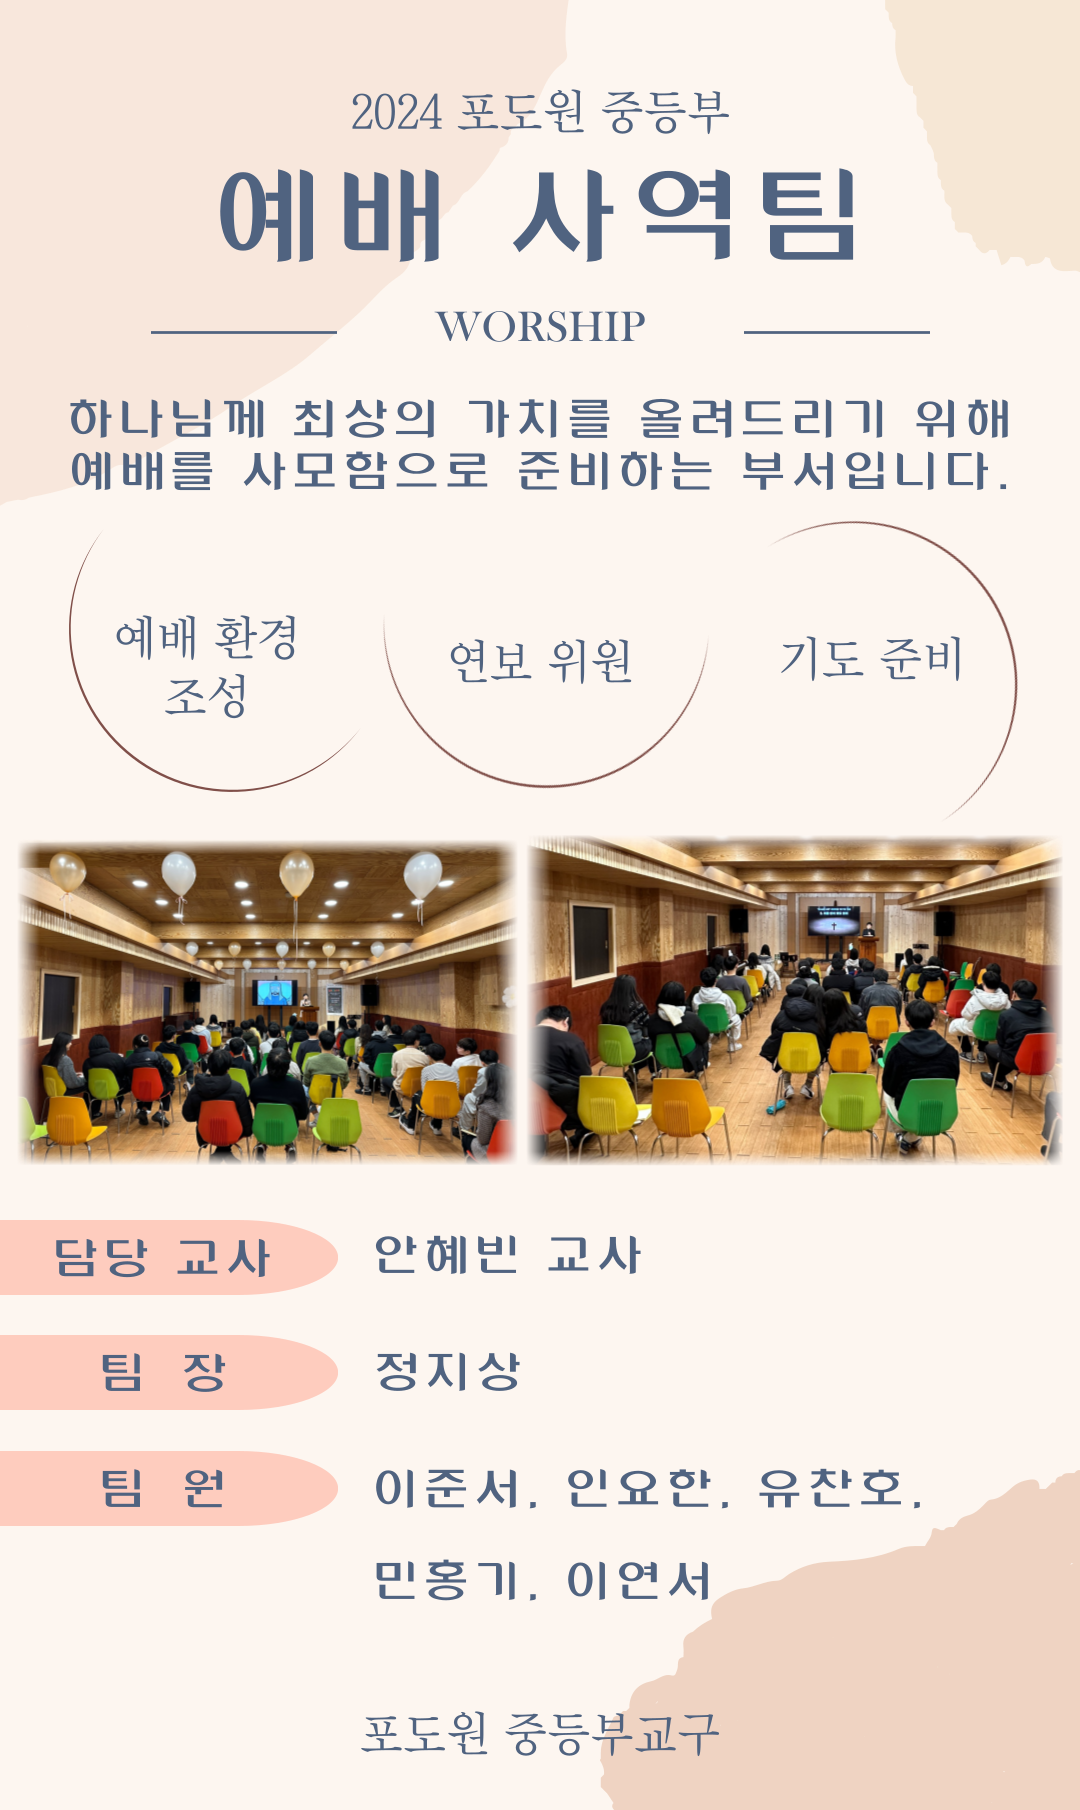 2024 포도원 중등부
예배 사역팀
WORSHIP
하나님께 최상의 가치를 올려드리기 위해
예배를 사모함으로 준비하는 부서입니다.
예배 환경
조성
연보 위원
기도 준비
담당 교사
안혜빈 교사
팀 장
정지상
팀 원
이준서, 인요한, 유찬호,
민홍기, 이연서
포도원 중등부교구